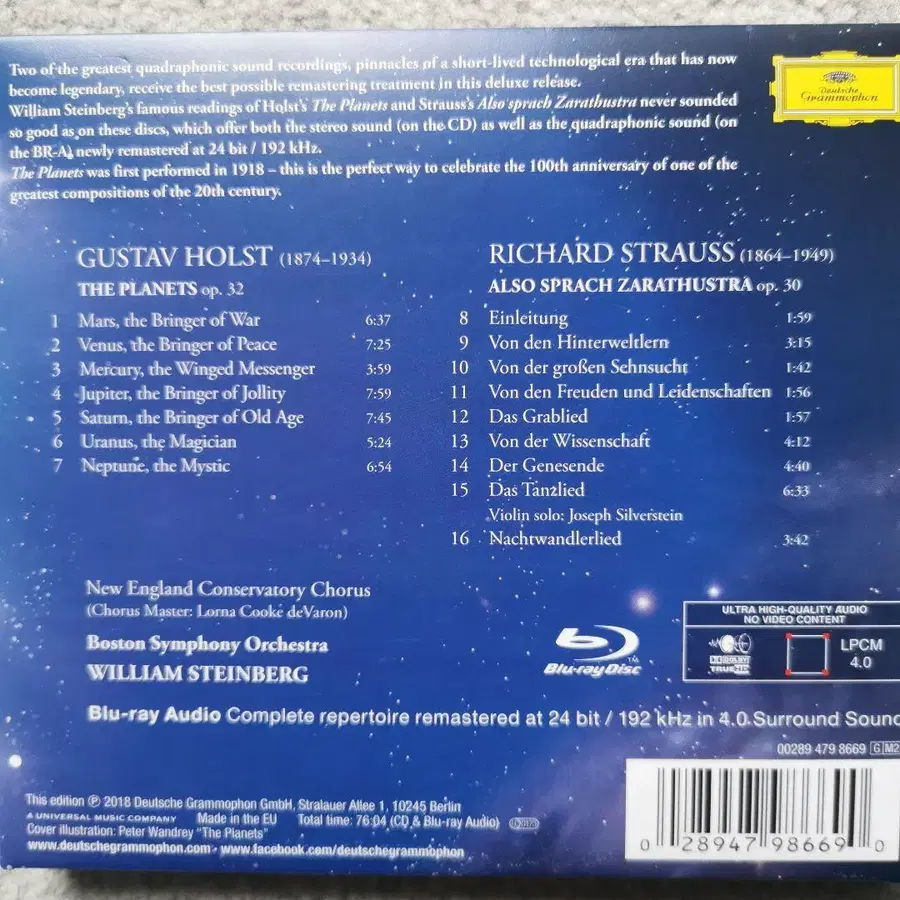 Two of the greatest quadraphonic sound recordings, pinnacles of a short-lived technological era that has now
become legendary, receive the best possible remastering treatment in this deluxe release.
William Steinberg's famous readings of Holst's The Planets and Strauss's Also sprach Zarathustra never sounded
so good as on these discs, which offer both the stereo sound (on the CD) as well as the quadraphonic sound (on
the BR-A) newly remastered at 24 bit / 192 kHz.
The Planets was first performed in 1918 – this is the perfect way to celebrate the 100th anniversary of one of the
greatest compositions of the 20th century.
Deutsche
Grammophon
GUSTAV HOLST (1874–1934)
THE PLANETS op. 32
1 Mars, the Bringer of War 6:37
2 Venus, the Bringer of Peace 7:25
3 Mercury, the Winged Messenger 3:59
4 Jupiter, the Bringer of Jollity 7:59
5 Saturn, the Bringer of Old Age 7:45
6 Uranus, the Magician 5:24
7 Neptune, the Mystic 6:54
RICHARD STRAUSS (1864–1949)
ALSO SPRACH ZARATHUSTRA op. 30
8 Einleitung 1:59
9 Von den Hinterweltlern 3:15
10 Von der großen Sehnsucht 1:42
11 Von den Freuden und Leidenschaften 1:56
12 Das Grablied 1:57
13 Von der Wissenschaft 4:12
14 Der Genesende 4:40
15 Das Tanzlied 6:33
Violin solo: Joseph Silverstein
16 Nachtwandlerlied 3:42
New England Conservatory Chorus
(Chorus Master: Lorna Cooke deVaron)
Boston Symphony Orchestra
WILLIAM STEINBERG
Blu-ray Disc
TM
ULTRA HIGH-QUALITY AUDIO
NO VIDEO CONTENT
DOLBY
TRUEHD
LPCM
4.0
Blu-ray Audio Complete repertoire remastered at 24 bit / 192 kHz in 4.0 Surround Sound
00289 479 8669 G M2
This edition ℗ 2018 Deutsche Grammophon GmbH, Stralauer Allee 1, 10245 Berlin
A UNIVERSAL MUSIC COMPANY Made in the EU Total time: 76:04 (CD & Blu-ray Audio)
Cover illustration: Peter Wandrey "The Planets"
www.deutschegrammophon.com · www.facebook.com/deutschegrammophon
0 28947 98669 0